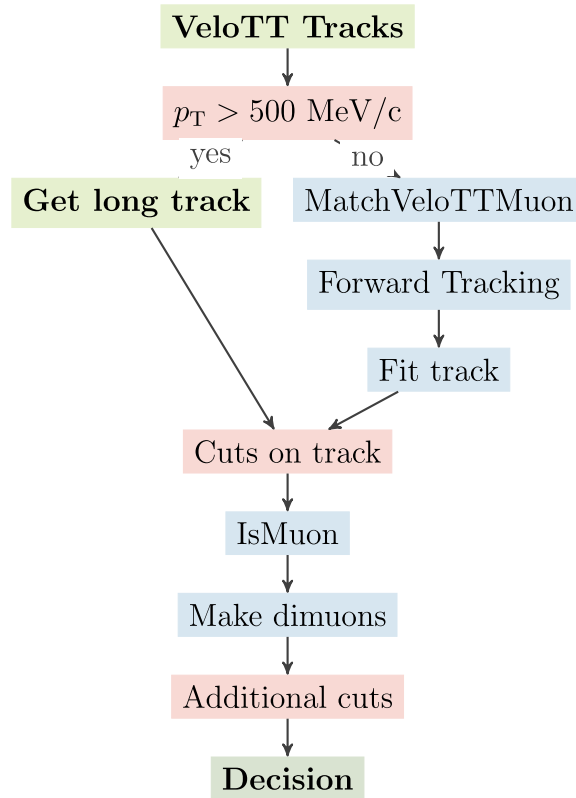 VeloTT Tracks
p_T > 500 MeV/c
yes
no
Get long track
MatchVeloTTMuon
Forward Tracking
Fit track
Cuts on track
IsMuon
Make dimuons
Additional cuts
Decision